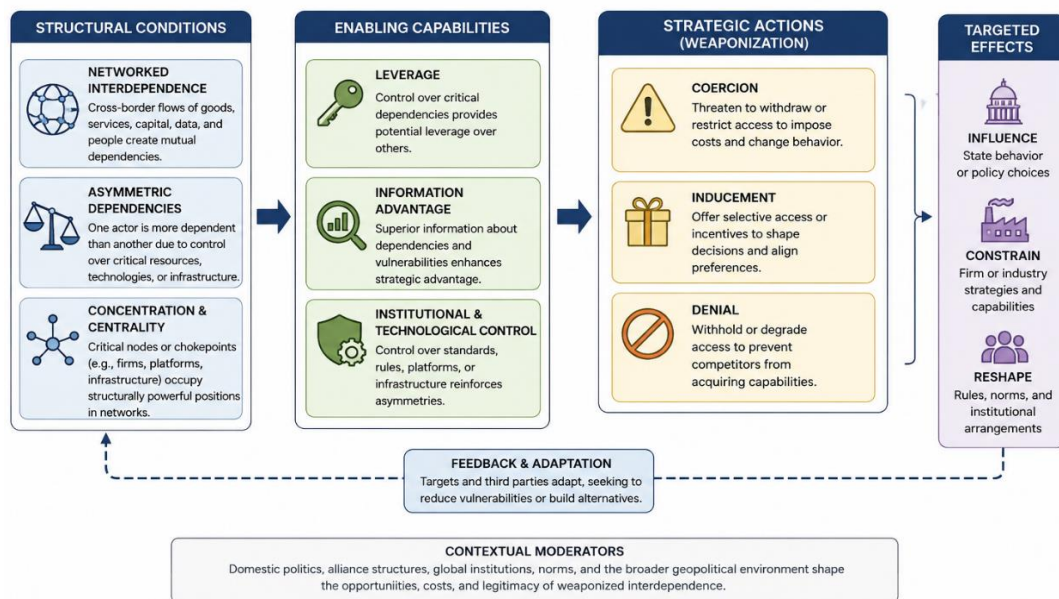 STRUCTURAL CONDITIONS
NETWORKED
INTERDEPENDENCE
Cross-border flows of goods,
services, capital, data, and
people create mutual
dependencies.
ASYMMETRIC
DEPENDENCIES
One actor is more dependent
than another due to control
over critical resources,
technologies, or infrastructure.
CONCENTRATION &
CENTRALITY
Critical nodes or chokepoints
(e.g., firms, platforms,
infrastructure) occupy
structurally powerful positions
in networks.
ENABLING CAPABILITIES
LEVERAGE
Control over critical
dependencies provides
potential leverage over
others.
INFORMATION
ADVANTAGE
Superior information about
dependencies and
vulnerabilities enhances
strategic advantage.
INSTITUTIONAL &
TECHNOLOGICAL CONTROL
Control over standards,
rules, platforms, or
infrastructure reinforces
asymmetries.
STRATEGIC ACTIONS
(WEAPONIZATION)
COERCION
Threaten to withdraw or
restrict access to impose
costs and change behavior.
INDUCEMENT
Offer selective access or
incentives to shape
decisions and align
preferences.
DENIAL
Withhold or degrade
access to prevent
competitors from
acquiring capabilities.
TARGETED
EFFECTS
INFLUENCE
State behavior
or policy choices
CONSTRAIN
Firm or industry
strategies and
capabilities
RESHAPE
Rules, norms, and
institutional
arrangements
FEEDBACK & ADAPTATION
Targets and third parties adapt, seeking to
reduce vulnerabilities or build alternatives.
CONTEXTUAL MODERATORS
Domestic politics, alliance structures, global institutions, norms, and the broader geopolitical environment shape
the opportuniities, costs, and legitimacy of weaponized interdependence.